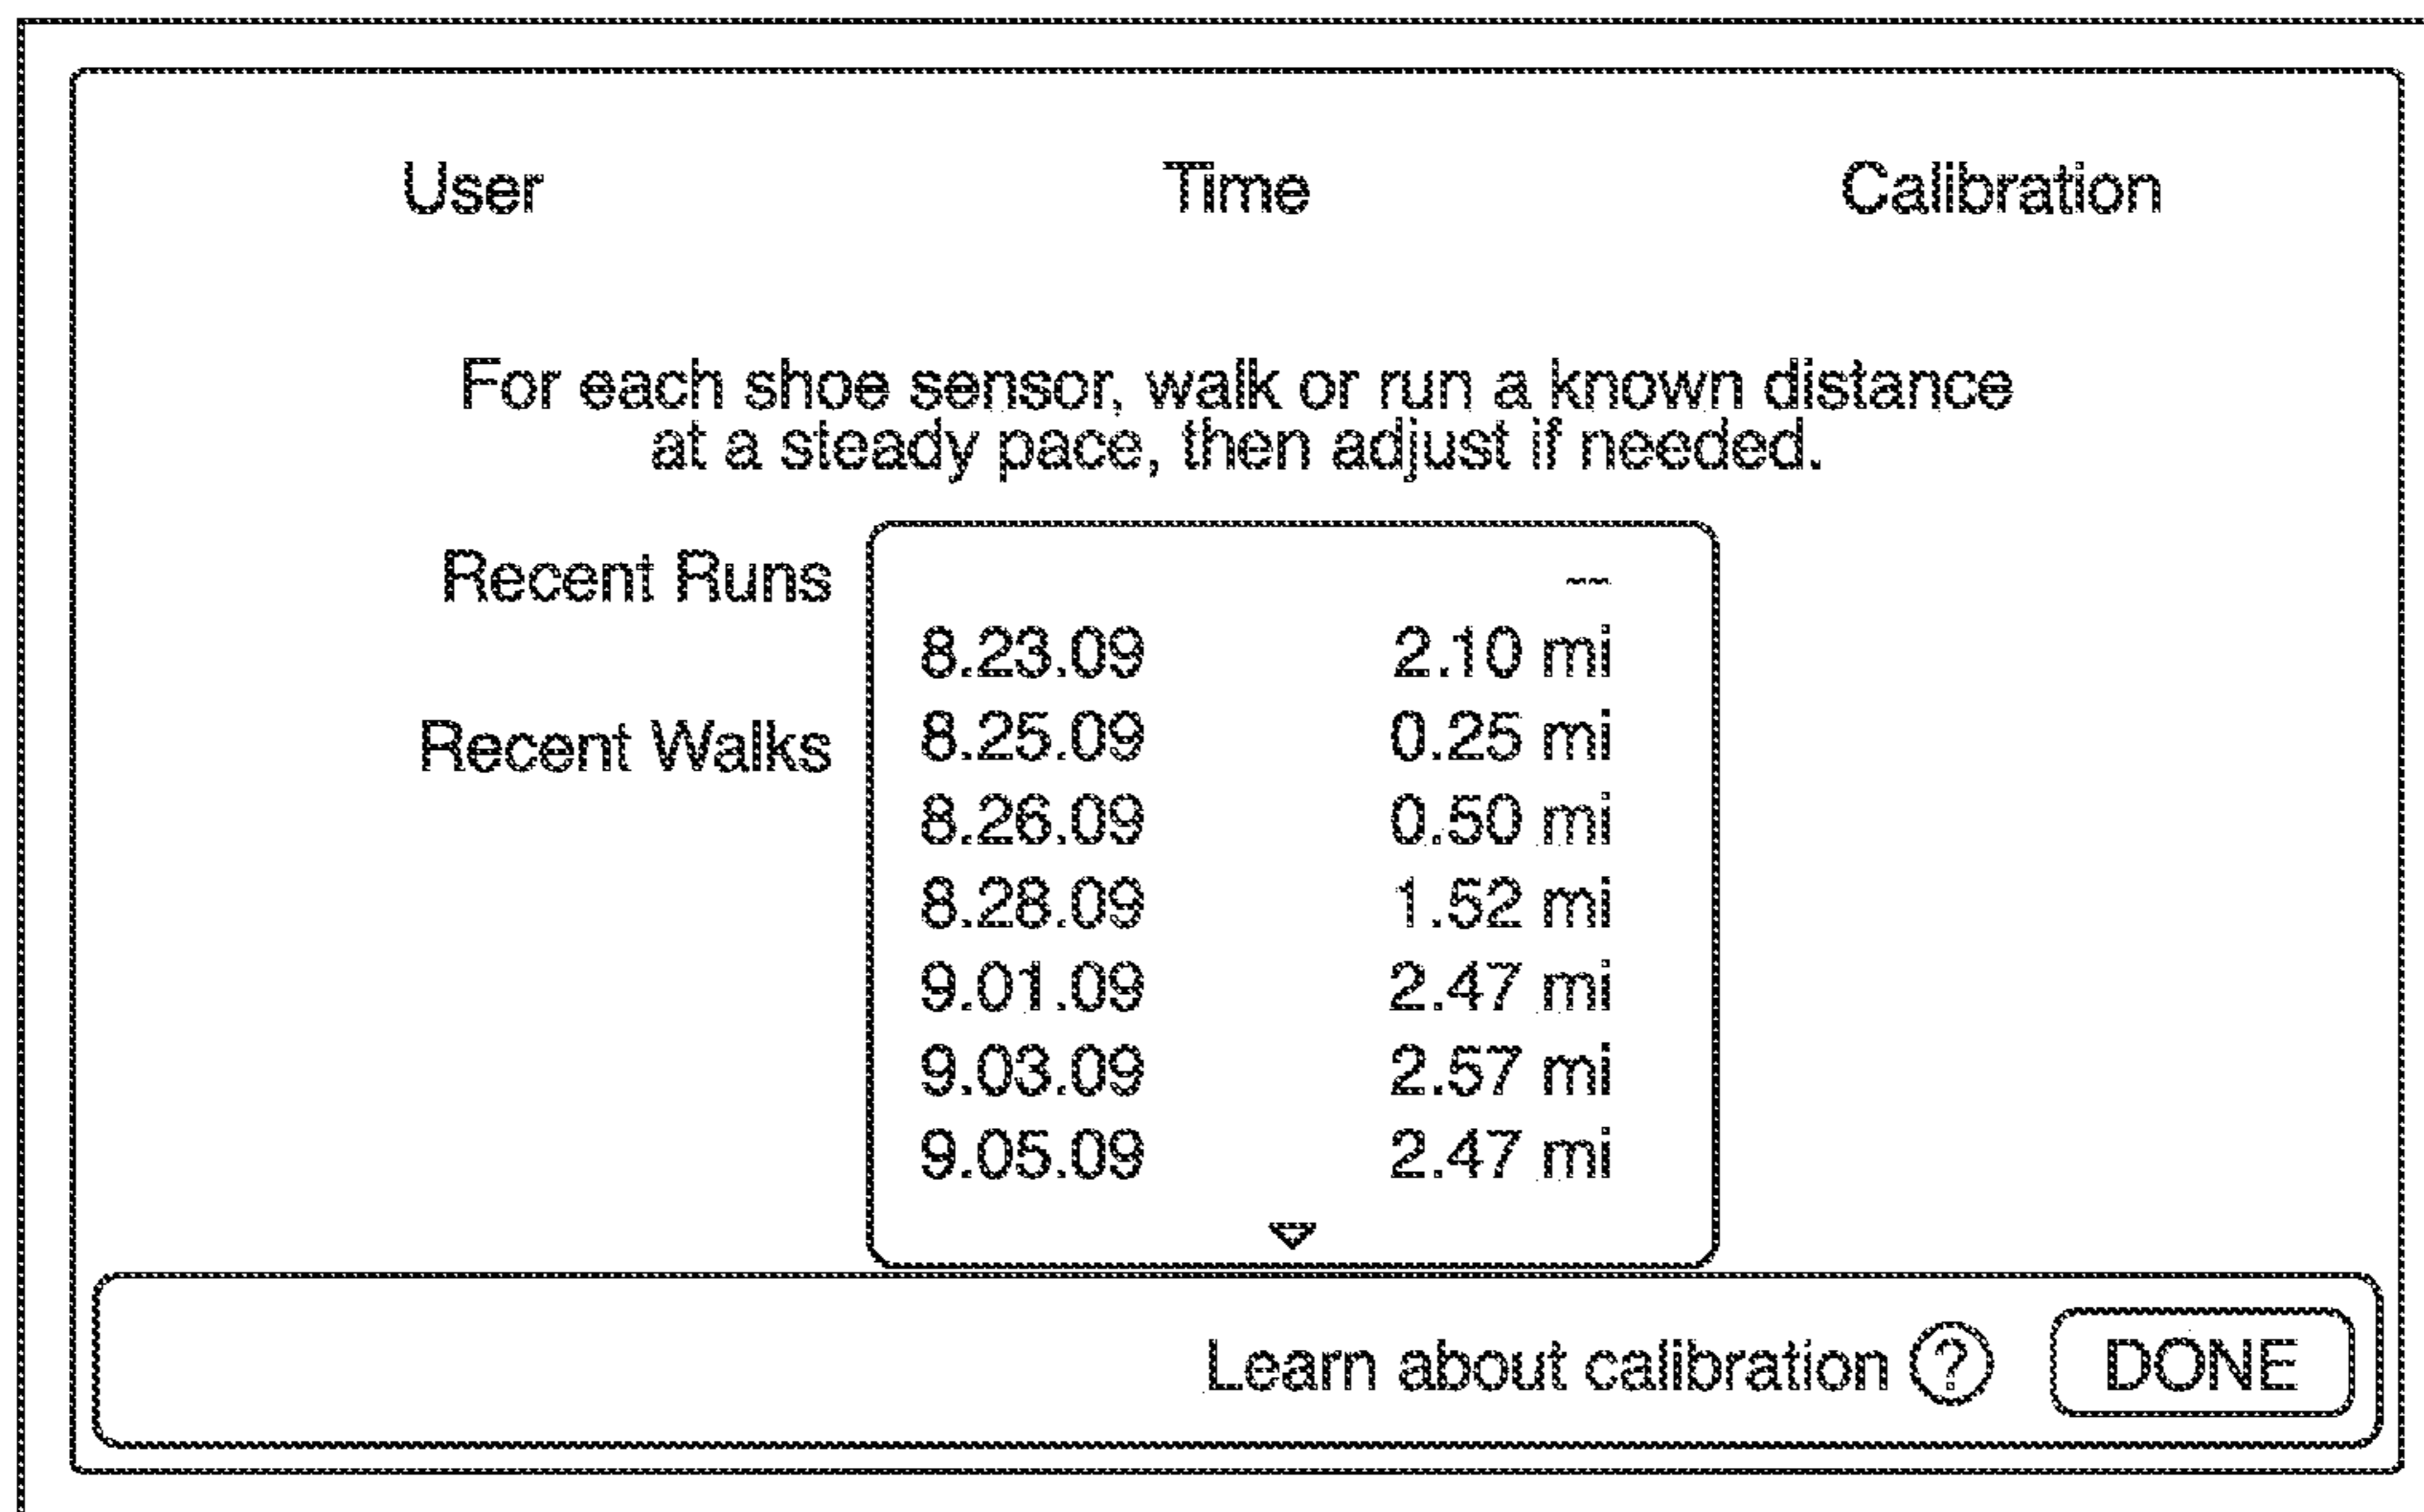 User Time Calibration
For each shoe sensor, walk or run a known distance
at a steady pace, then adjust if needed.
Recent Runs --
8.23.09 2.10 mi
Recent Walks 8.25.09 0.25 mi
8.26.09 0.50 mi
8.28.09 1.52 mi
9.01.09 2.47 mi
9.03.09 2.57 mi
9.05.09 2.47 mi
Learn about calibration ? DONE